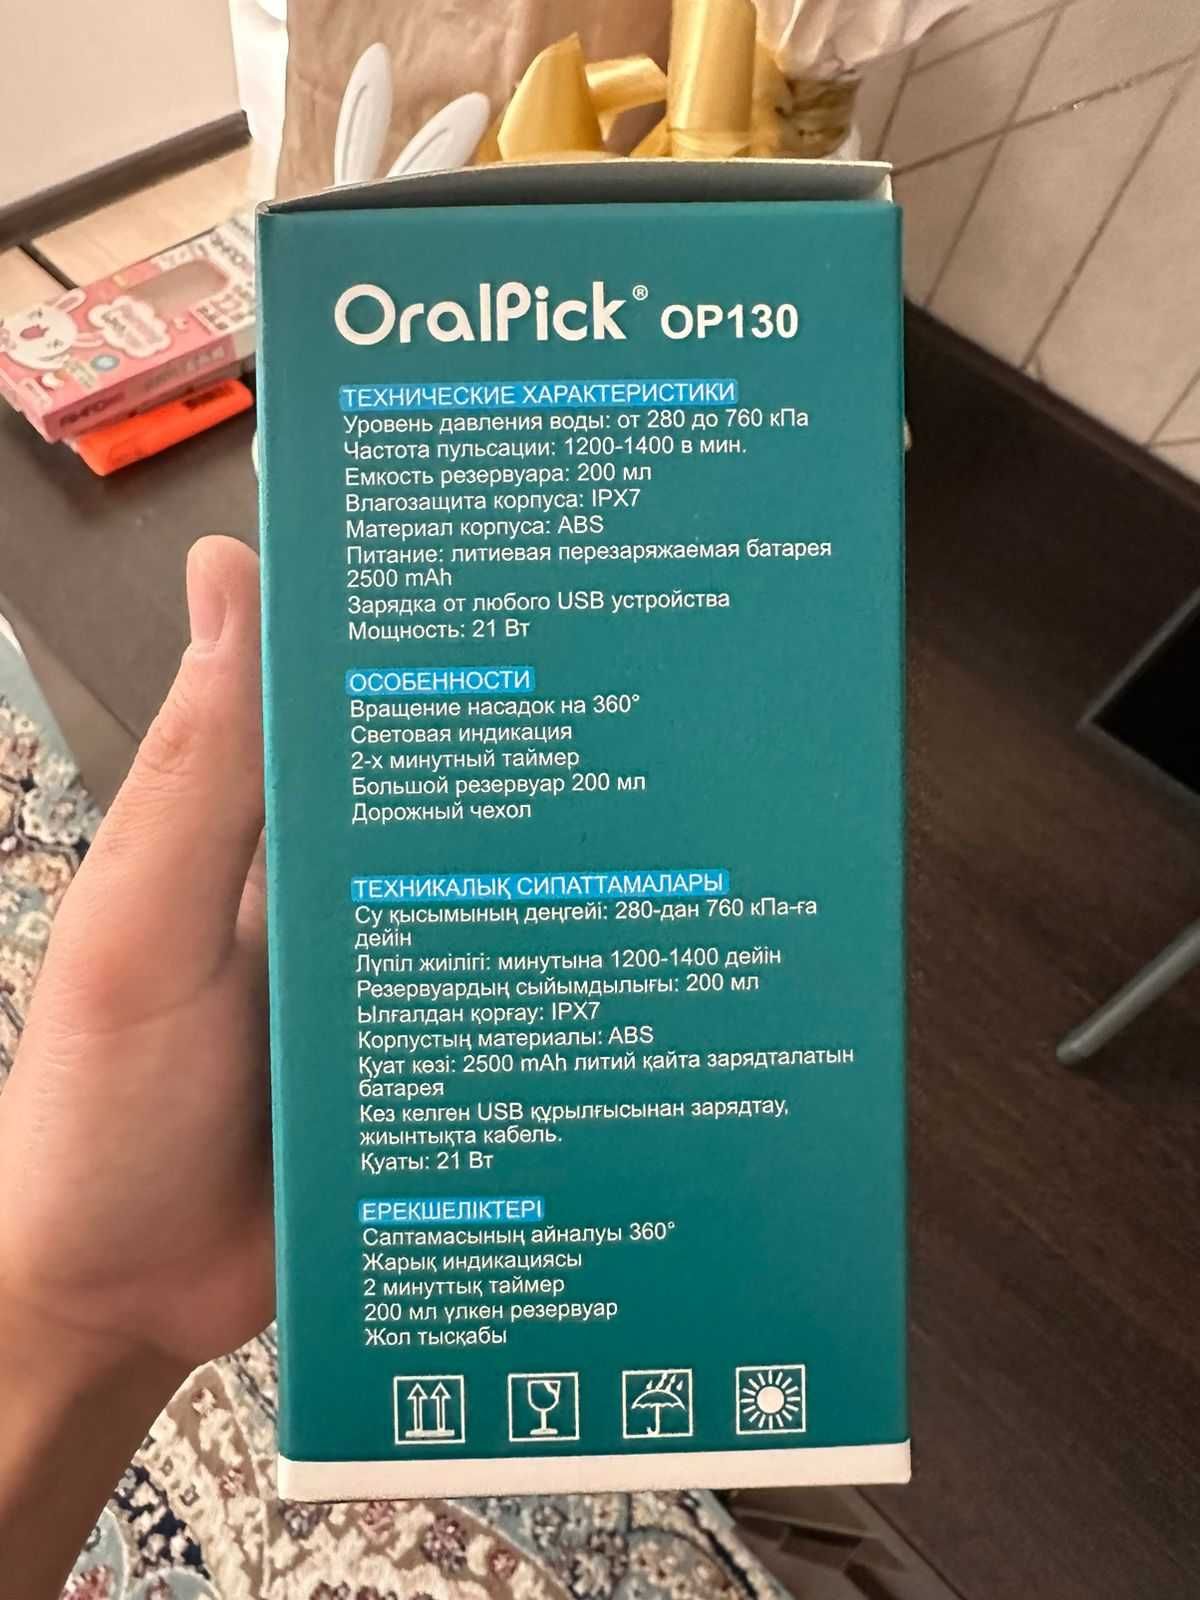 OralPick® OP130
ТЕХНИЧЕСКИЕ ХАРАКТЕРИСТИКИ
Уровень давления воды: от 280 до 760 кПа
Частота пульсации: 1200-1400 в мин.
Емкость резервуара: 200 мл
Влагозащита корпуса: IPX7
Материал корпуса: ABS
Питание: литиевая перезаряжаемая батарея
2500 mAh
Зарядка от любого USB устройства
Мощность: 21 Вт
ОСОБЕННОСТИ
Вращение насадок на 360°
Световая индикация
2-х минутный таймер
Большой резервуар 200 мл
Дорожный чехол
ТЕХНИКАЛЫҚ СИПАТТАМАЛАРЫ
Су қысымының деңгейі: 280-дан 760 кПа-ға
дейін
Лүпіл жиілігі: минутына 1200-1400 дейін
Резервуардың сыйымдылығы: 200 мл
Ылғалдан қорғау: IPX7
Корпустың материалы: ABS
Қуат көзі: 2500 mAh литий қайта зарядталатын
батарея
Кез келген USB құрылғысынан зарядтау,
жиынтықта кабель.
Қуаты: 21 Вт
ЕРЕКШЕЛІКТЕРІ
Саптамасының айналуы 360°
Жарық индикациясы
2 минуттық таймер
200 мл үлкен резервуар
Жол тысқабы